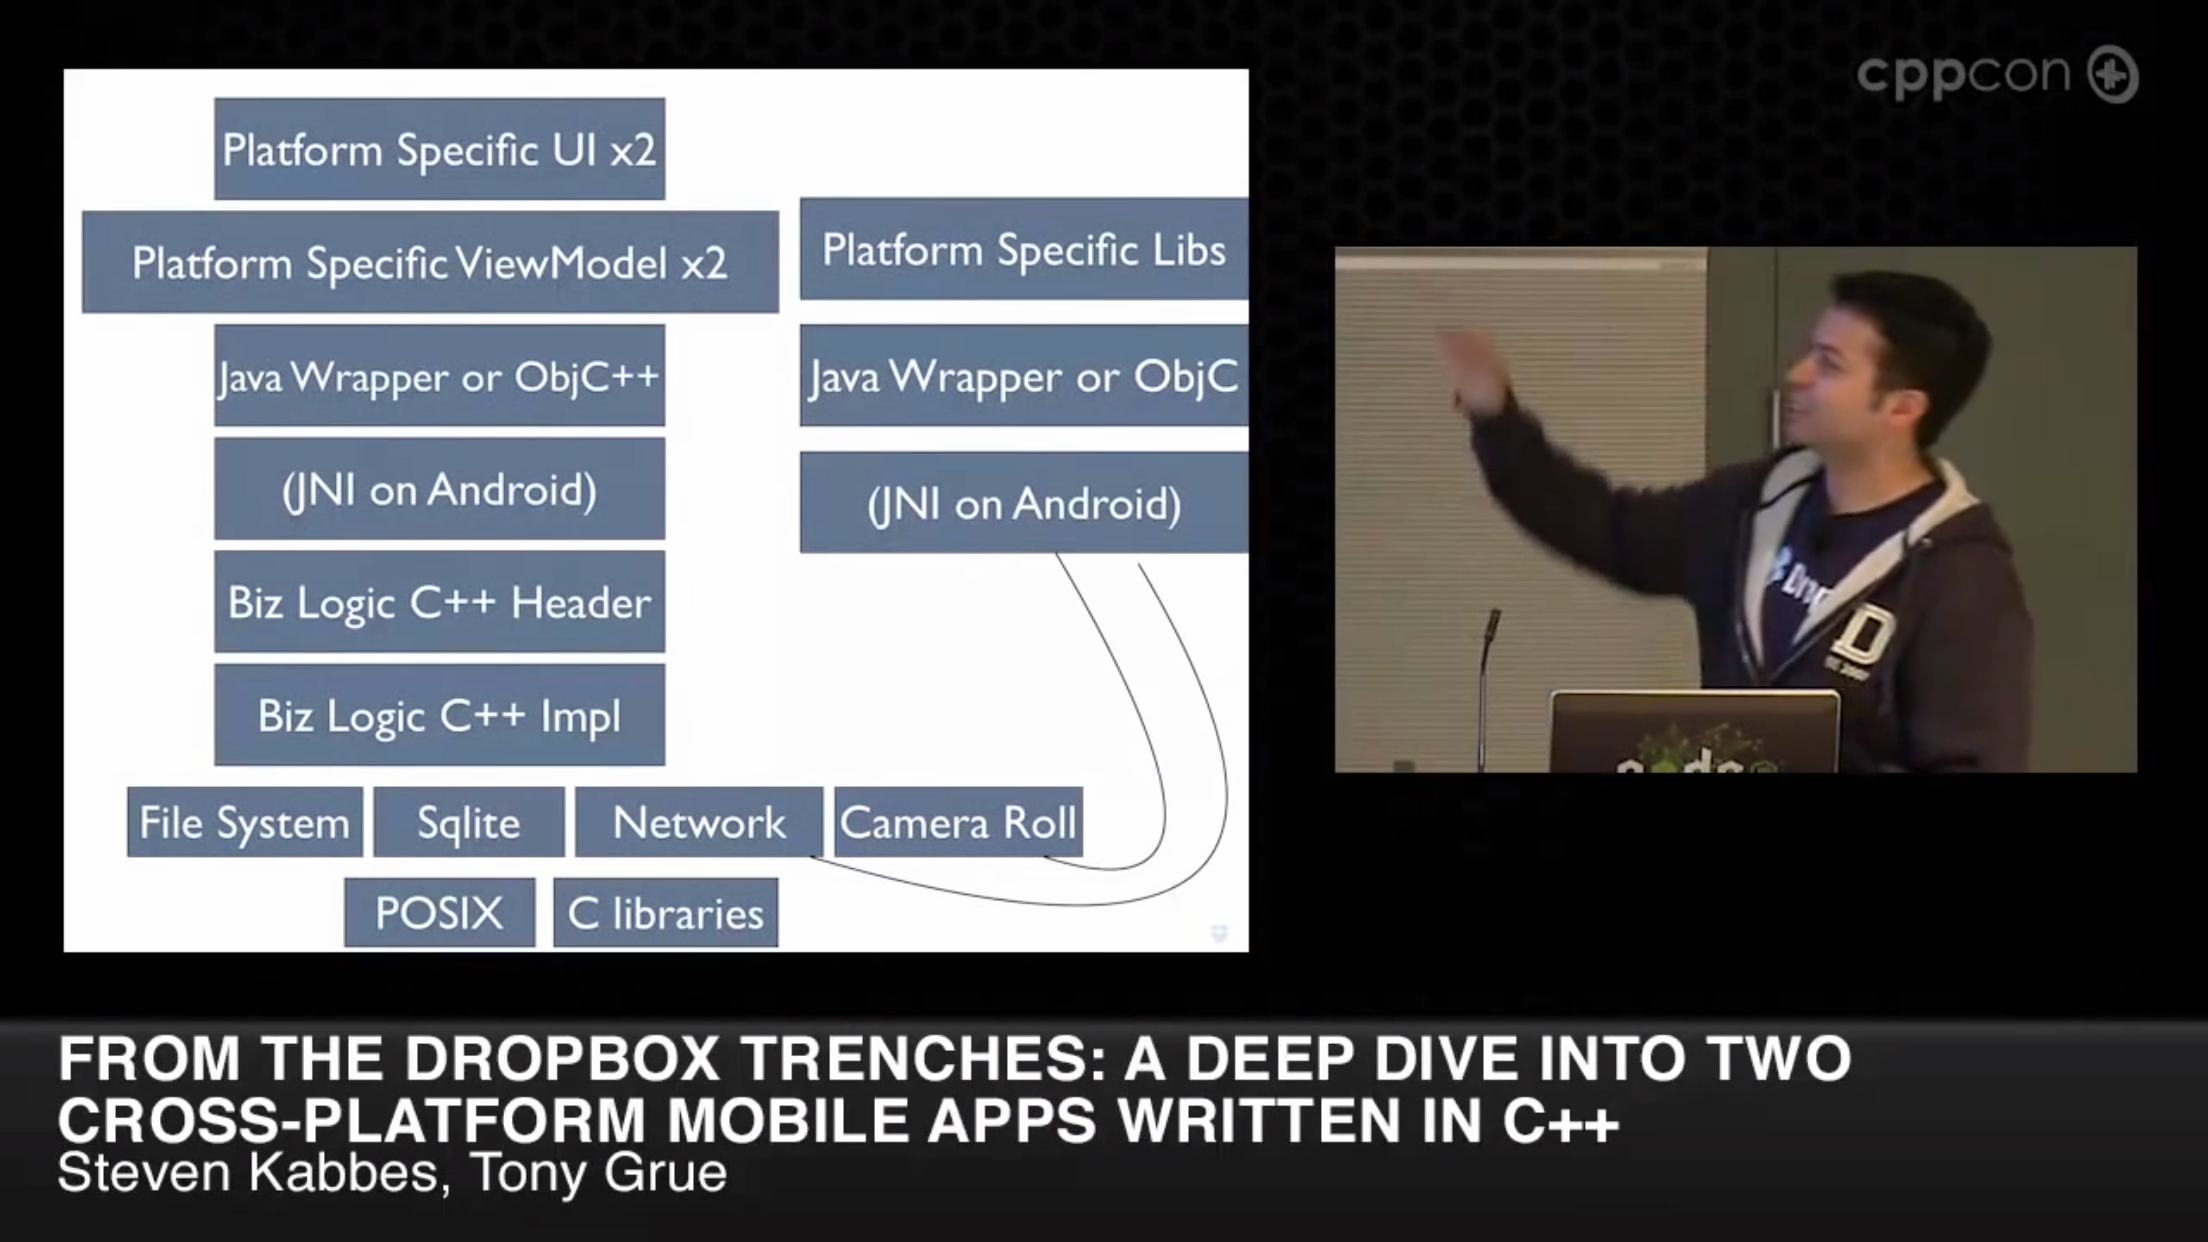 cppcon
Platform Specific UI x2
Platform Specific ViewModel x2
Platform Specific Libs
Java Wrapper or ObjC++
Java Wrapper or ObjC
(JNI on Android)
(JNI on Android)
Biz Logic C++ Header
Biz Logic C++ Impl
File System
Sqlite
Network
Camera Roll
POSIX
C libraries
D
FROM THE DROPBOX TRENCHES: A DEEP DIVE INTO TWO
CROSS-PLATFORM MOBILE APPS WRITTEN IN C++
Steven Kabbes, Tony Grue